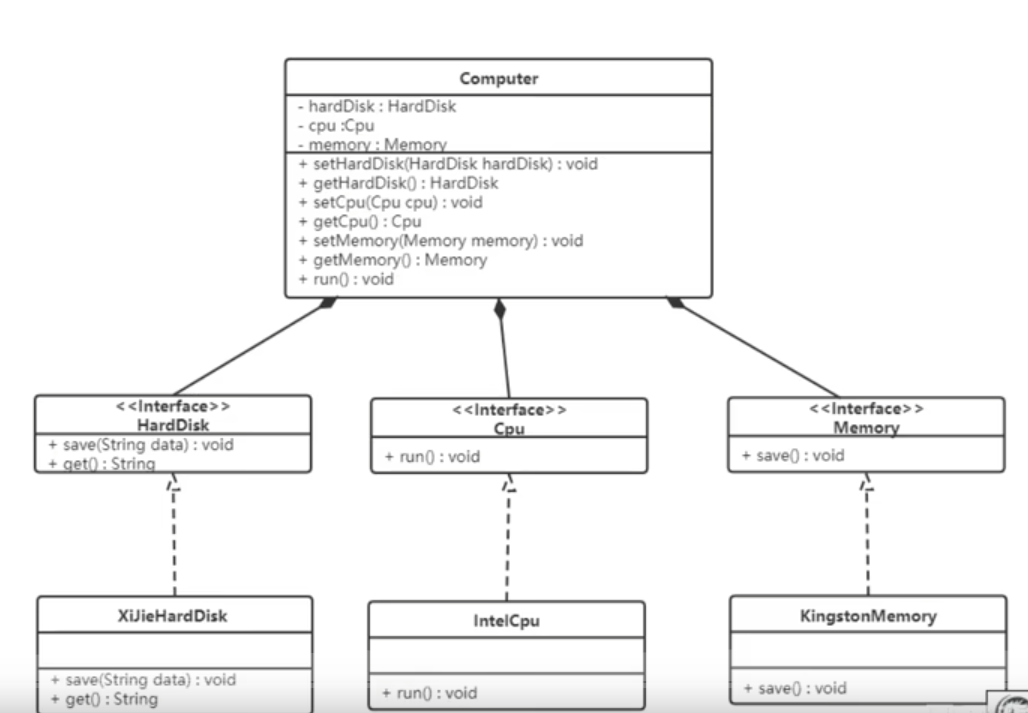 Computer
- hardDisk : HardDisk
- cpu :Cpu
- memory : Memory
+ setHardDisk(HardDisk hardDisk) : void
+ getHardDisk() : HardDisk
+ setCpu(Cpu cpu) : void
+ getCpu() : Cpu
+ setMemory(Memory memory) : void
+ getMemory() : Memory
+ run() : void
<<Interface>>
HardDisk
+ save(String data) : void
+ get() : String
<<Interface>>
Cpu
+ run() : void
<<Interface>>
Memory
+ save() : void
XiJieHardDisk
+ save(String data) : void
+ get() : String
IntelCpu
+ run() : void
KingstonMemory
+ save() : void